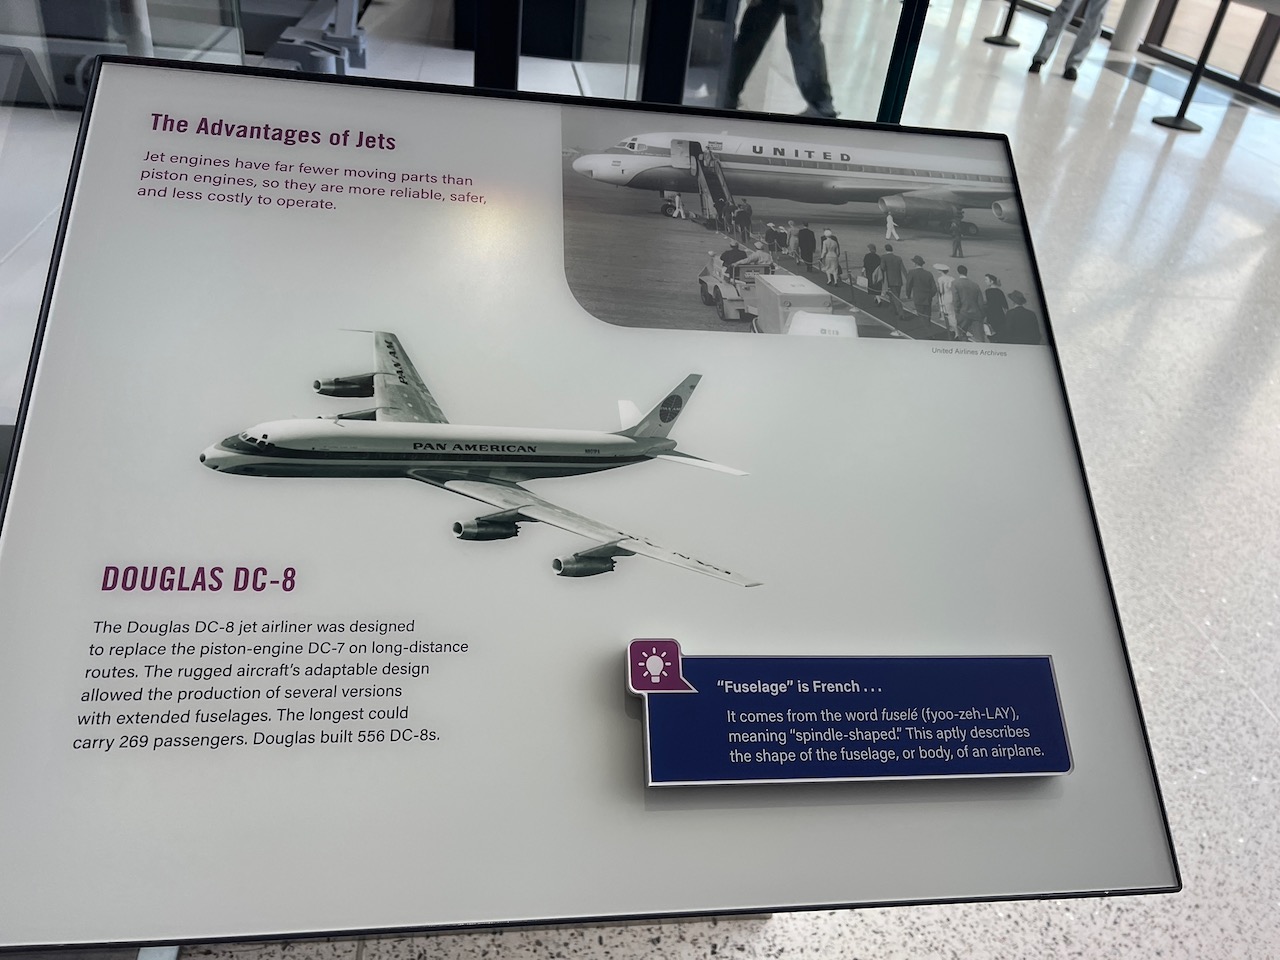 The Advantages of Jets
Jet engines have far fewer moving parts than
piston engines, so they are more reliable, safer,
and less costly to operate.
UNITED
United Airlines Archives
PAN AM
PAN AMERICAN
PAN AM
DOUGLAS DC-8
The Douglas DC-8 jet airliner was designed
to replace the piston-engine DC-7 on long-distance
routes. The rugged aircraft's adaptable design
allowed the production of several versions
with extended fuselages. The longest could
carry 269 passengers. Douglas built 556 DC-8s.
"Fuselage" is French . . .
It comes from the word fuselé (fyoo-zeh-LAY),
meaning "spindle-shaped." This aptly describes
the shape of the fuselage, or body, of an airplane.